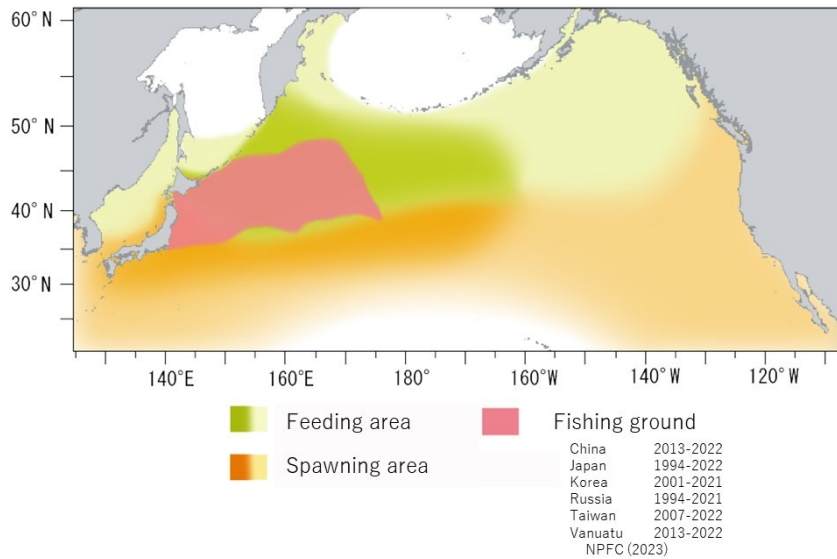 60°N
50°N
40°N
30°N
140°E 160°E 180° 160°W 140°W 120°W
Feeding area
Spawning area
Fishing ground
China 2013-2022
Japan 1994-2022
Korea 2001-2021
Russia 1994-2021
Taiwan 2007-2022
Vanuatu 2013-2022
NPFC (2023)